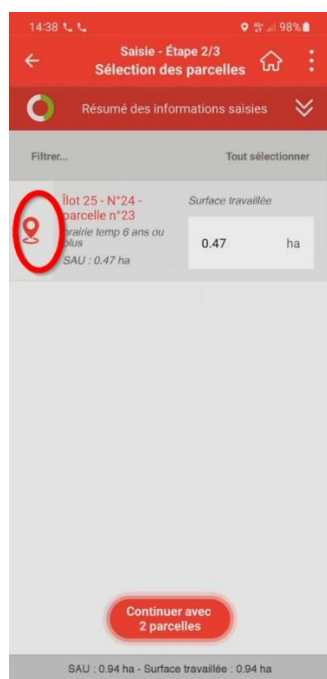 14:38 98%
Saisie - Étape 2/3
Sélection des parcelles
Résumé des informations saisies
Filtrer... Tout sélectionner
Îlot 25 - N°24 -
parcelle n°23
prairie temp 6 ans ou
plus
SAU : 0.47 ha
Surface travaillée
0.47 ha
Continuer avec
2 parcelles
SAU : 0.94 ha - Surface travaillée : 0.94 ha